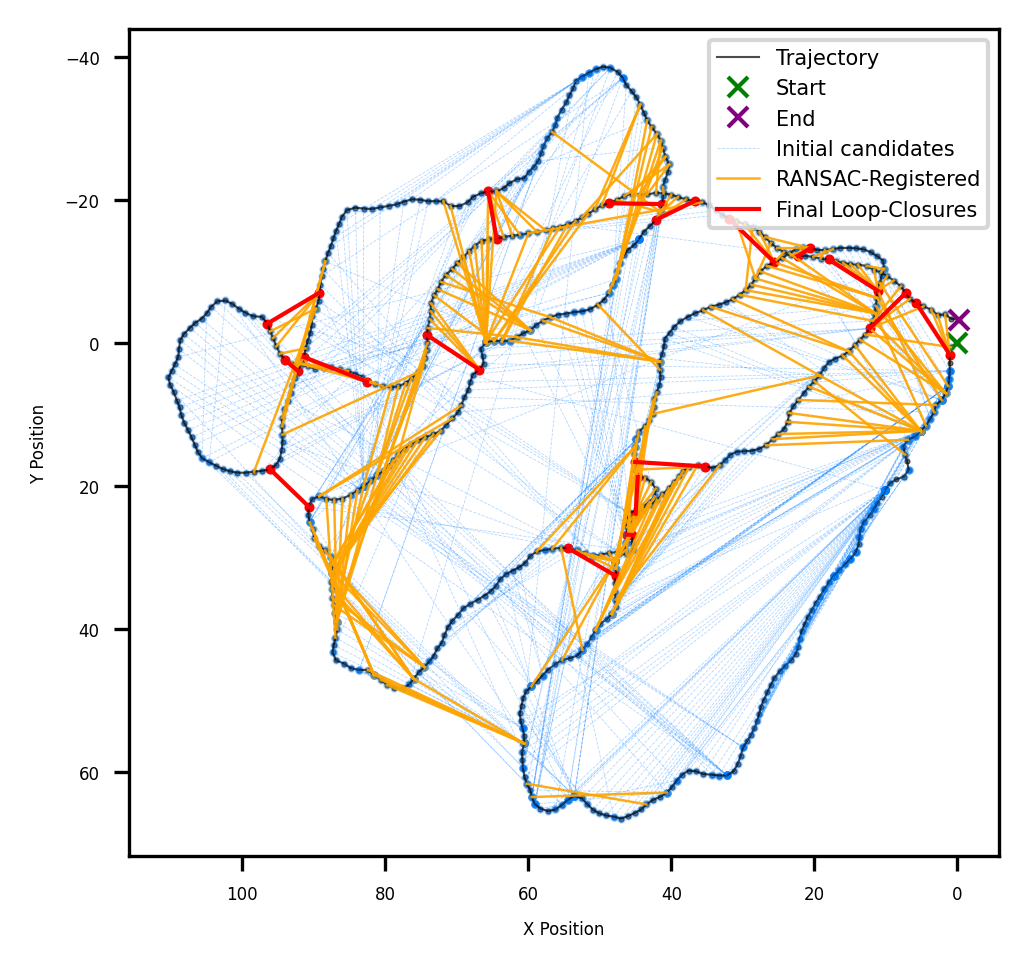 Trajectory
Start
End
Initial candidates
RANSAC-Registered
Final Loop-Closures
−40
−20
0
20
40
60
Y Position
100
80
60
40
20
0
X Position